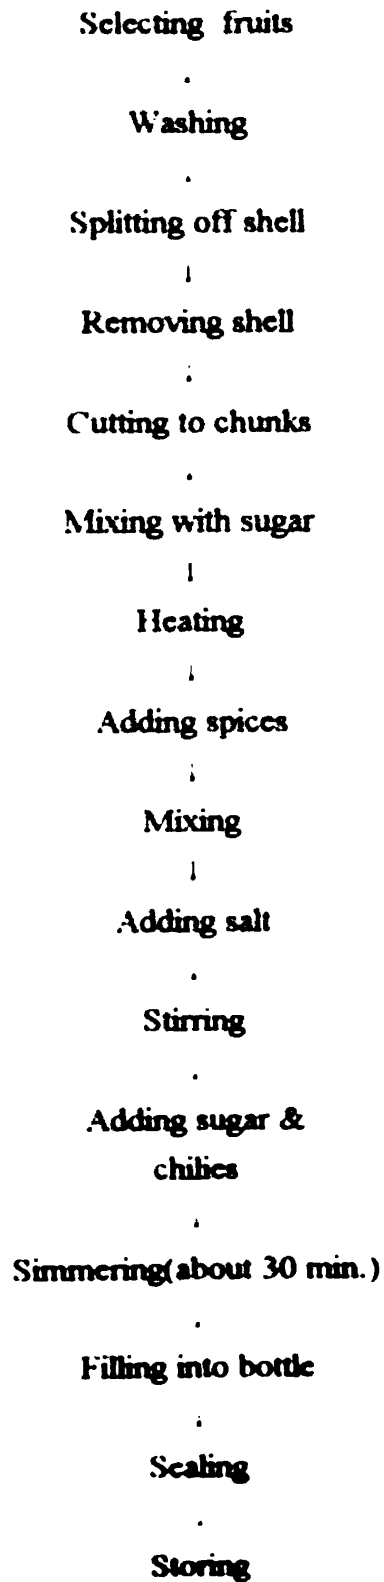 Selecting fruits
Washing
Splitting off shell
Removing shell
Cutting to chunks
Mixing with sugar
Heating
Adding spices
Mixing
Adding salt
Stirring
Adding sugar &
chilies
Simmering(about 30 min.)
Filling into bottle
Sealing
Storing